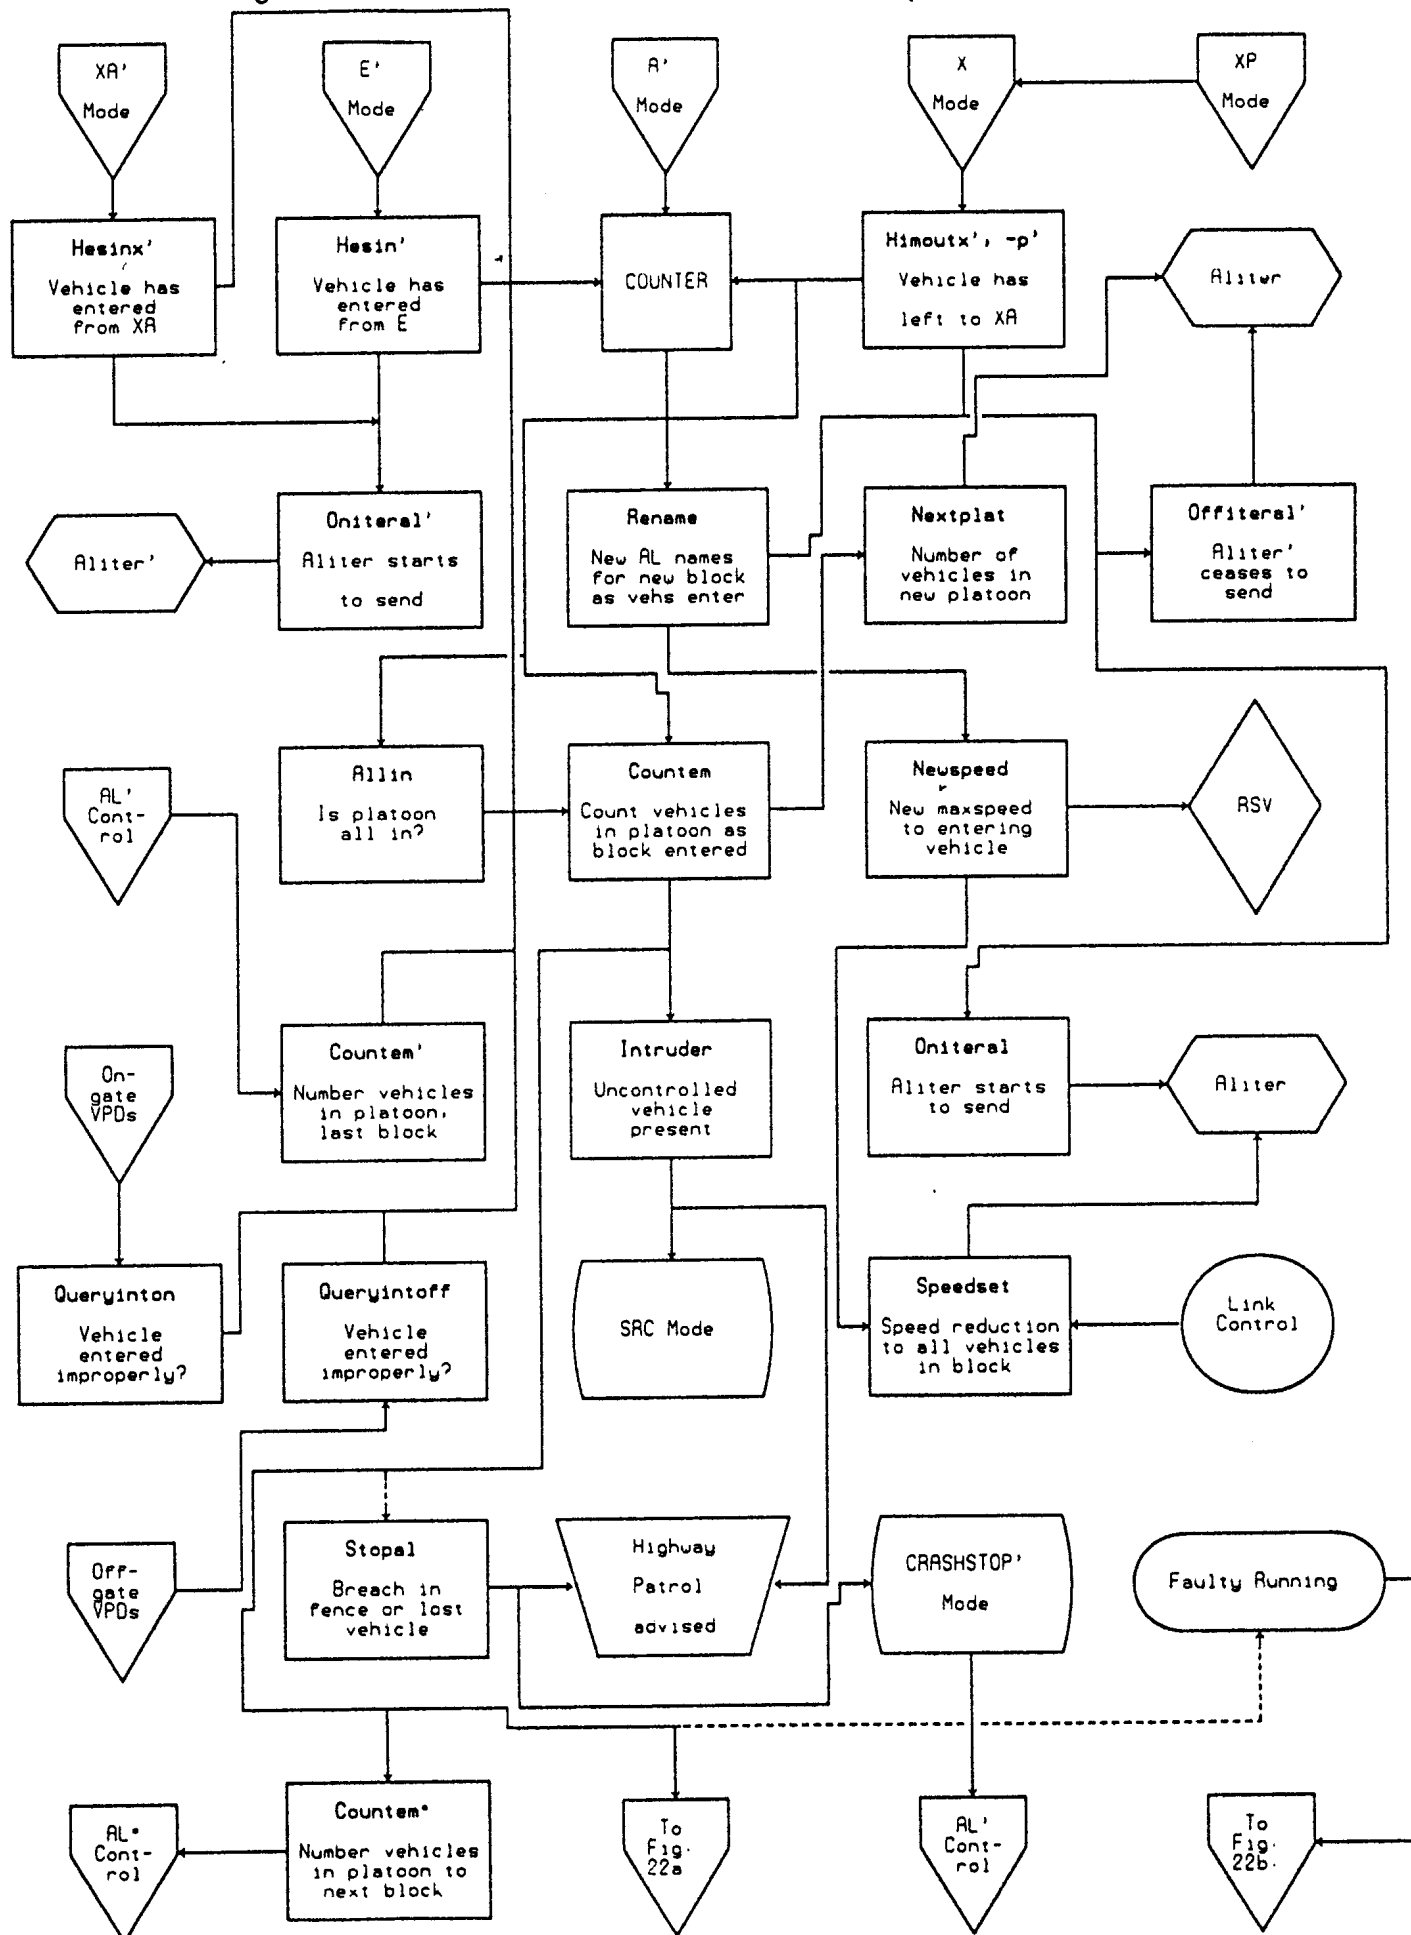 XA'
Mode
E'
Mode
A'
Mode
X
Mode
XP
Mode
Hesinx'
Vehicle has
entered
from XA
Hesin'
Vehicle has
entered
from E
COUNTER
Himoutx', -p'
Vehicle has
left to XA
Aliter
Aliter'
Oniteral'
Aliter starts
to send
Rename
New AL names
for new block
as vehs enter
Nextplat
Number of
vehicles in
new platoon
Offiteral'
Aliter'
ceases to
send
AL'
Cont-
rol
Allin
Is platoon
all in?
Countem
Count vehicles
in platoon as
block entered
Newspeed
New maxspeed
to entering
vehicle
RSV
On-
gate
VPDs
Countem'
Number vehicles
in platoon,
last block
Intruder
Uncontrolled
vehicle
present
Oniteral
Aliter starts
to send
Aliter
Queryinton
Vehicle
entered
improperly?
Queryintoff
Vehicle
entered
improperly?
SRC Mode
Speedset
Speed reduction
to all vehicles
in block
Link
Control
Off-
gate
VPDs
Stopal
Breach in
fence or lost
vehicle
Highway
Patrol
advised
CRASHSTOP'
Mode
Faulty Running
AL•
Cont-
rol
Countem•
Number vehicles
in platoon to
next block
To
Fig.
22a
AL'
Cont-
rol
To
Fig.
22b.